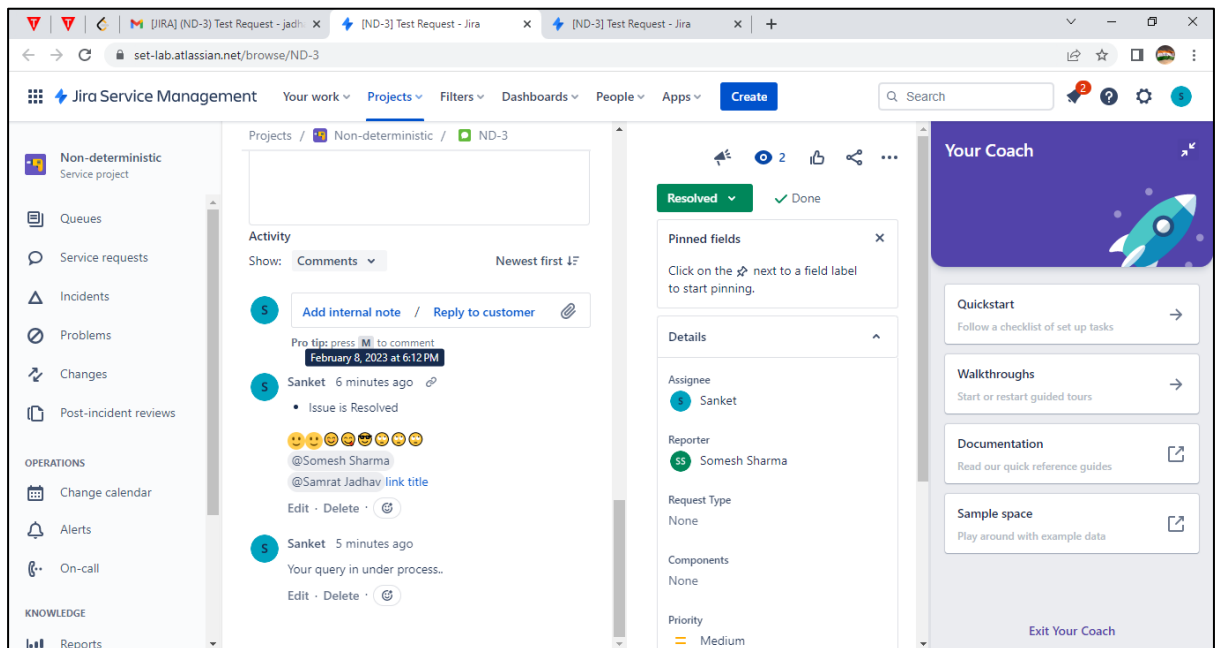 [JIRA] (ND-3) Test Request - jadh
[ND-3] Test Request - Jira
[ND-3] Test Request - Jira
set-lab.atlassian.net/browse/ND-3
Jira Service Management
Your work
Projects
Filters
Dashboards
People
Apps
Create
Search
2
S
Non-deterministic
Service project
Queues
Service requests
Incidents
Problems
Changes
Post-incident reviews
OPERATIONS
Change calendar
Alerts
On-call
KNOWLEDGE
Reports
Projects / Non-deterministic / ND-3
Activity
Show: Comments
Newest first
S
Add internal note / Reply to customer
Pro tip: press M to comment
February 8, 2023 at 6:12 PM
S
Sanket 6 minutes ago
• Issue is Resolved
🙂🙂😊😋😎🙄🙄🙄
@Somesh Sharma
@Samrat Jadhav link title
Edit · Delete ·
S
Sanket 5 minutes ago
Your query in under process..
Edit · Delete ·
2
Resolved
Done
Pinned fields
Click on the next to a field label
to start pinning.
Details
Assignee
S Sanket
Reporter
SS Somesh Sharma
Request Type
None
Components
None
Priority
Medium
Your Coach
Quickstart
Follow a checklist of set up tasks
Walkthroughs
Start or restart guided tours
Documentation
Read our quick reference guides
Sample space
Play around with example data
Exit Your Coach